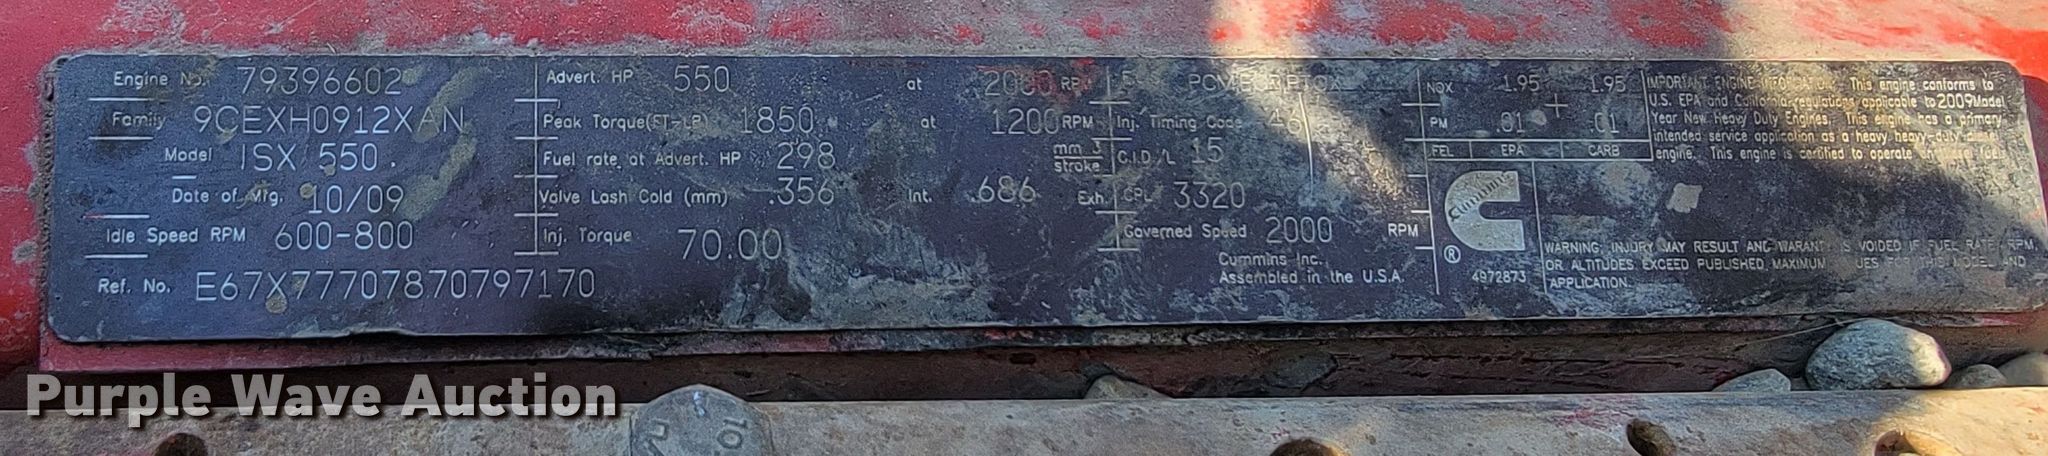 Engine No. 79396602
Family 9CEXH0912XAN
Model ISX 550
Date of Mfg. 10/09
Idle Speed RPM 600-800
Ref. No. E67X77707870797170
Advert. HP 550 at 2000 RPM
Peak Torque(FT-LB) 1850 at 1200 RPM
Fuel rate at Advert. HP 298 mm 3 stroke
Valve Lash Cold (mm) .356 Int. .686 Exh.
Inj. Torque 70.00
Inj. Timing Code
C.I.D./L 15
CPL 3320
Governed Speed 2000 RPM
Cummins Inc.
Assembled in the U.S.A.
NOX 1.95 1.95
PM .01 .01
FEL EPA CARB
Cummins
®
4972873
IMPORTANT ENGINE INFORMATION: This engine conforms to
U.S. EPA and California regulations applicable to 2009 Model
Year New Heavy Duty Engines. This engine has a primary
intended service application as a heavy heavy-duty diesel
engine. This engine is certified to operate on diesel fuel.
WARNING: INJURY MAY RESULT AND WARRANTY IS VOIDED IF FUEL RATE, RPM,
OR ALTITUDES EXCEED PUBLISHED MAXIMUM VALUES FOR THIS MODEL AND
APPLICATION.
Purple Wave Auction